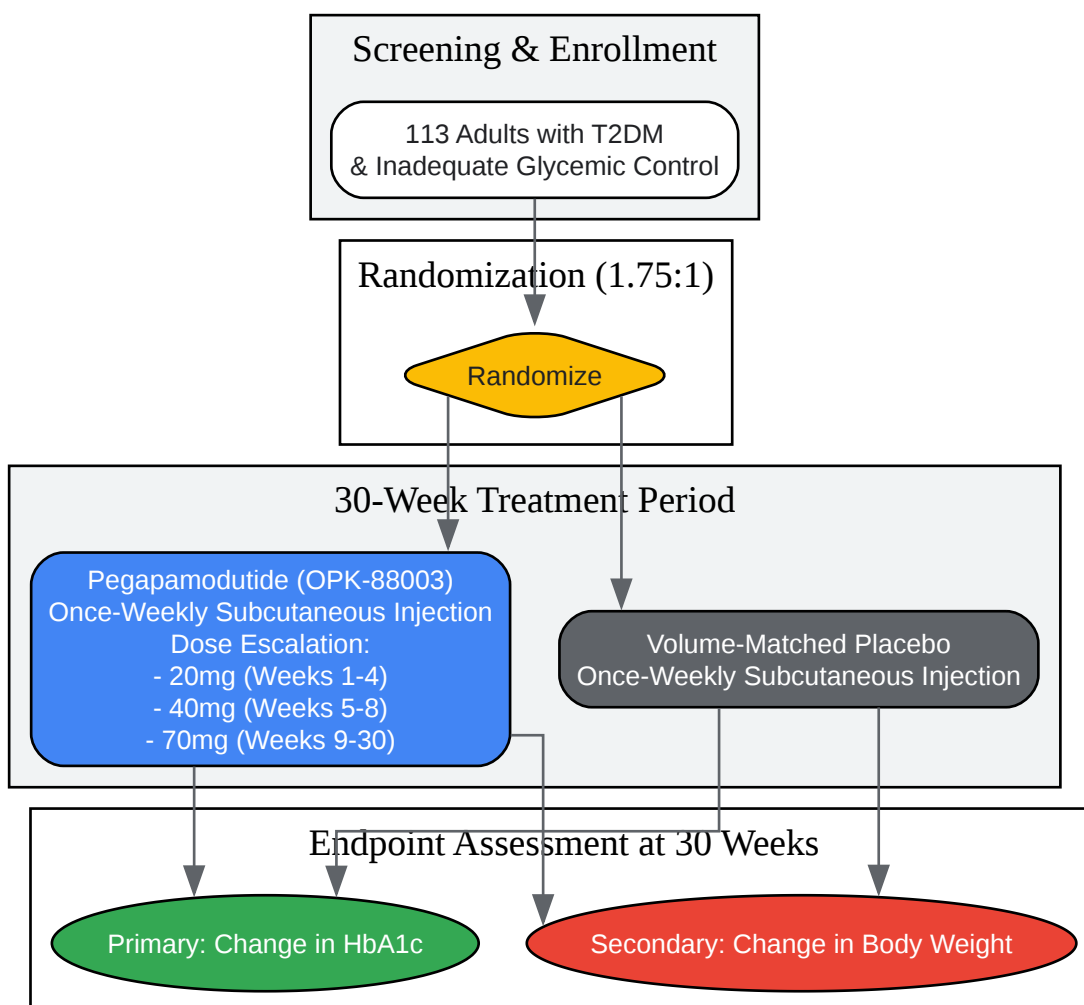 Screening & Enrollment
113 Adults with T2DM
& Inadequate Glycemic Control
Randomization (1.75:1)
Randomize
30-Week Treatment Period
Pegapamodutide (OPK-88003)
Once-Weekly Subcutaneous Injection
Dose Escalation:
- 20mg (Weeks 1-4)
- 40mg (Weeks 5-8)
- 70mg (Weeks 9-30)
Volume-Matched Placebo
Once-Weekly Subcutaneous Injection
Endpoint Assessment at 30 Weeks
Primary: Change in HbA1c
Secondary: Change in Body Weight